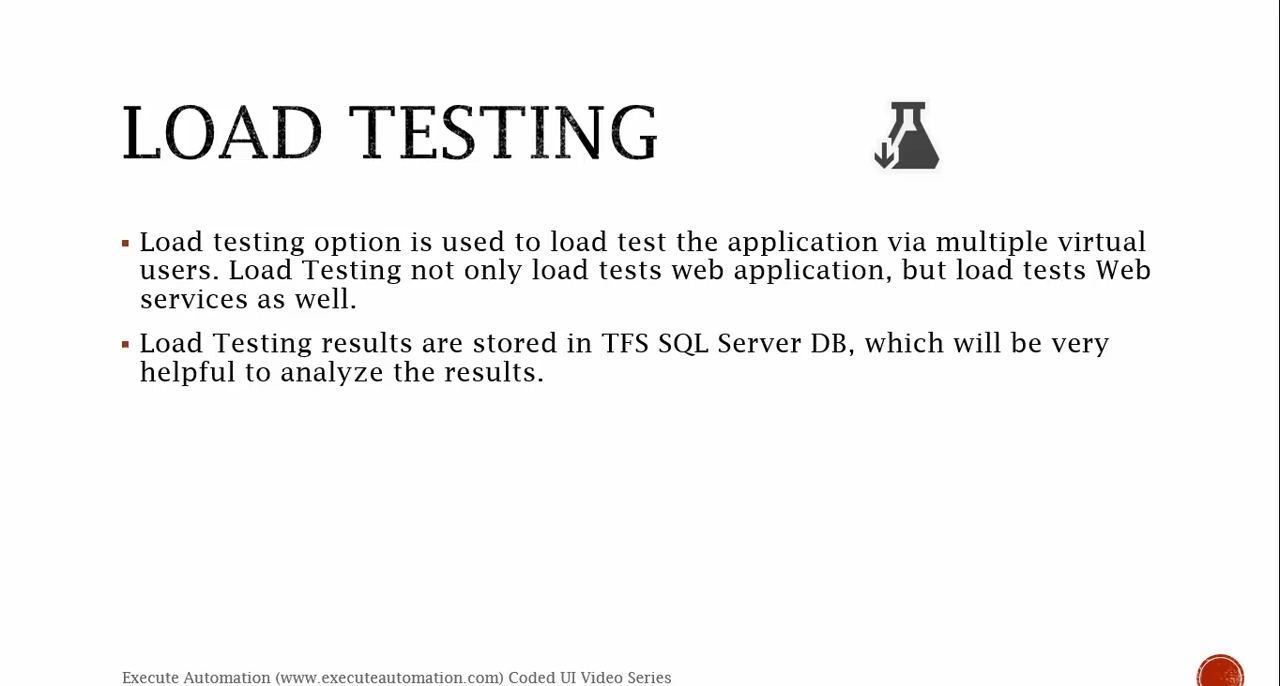 LOAD TESTING
▪ Load testing option is used to load test the application via multiple virtual
users. Load Testing not only load tests web application, but load tests Web
services as well.
▪ Load Testing results are stored in TFS SQL Server DB, which will be very
helpful to analyze the results.
Execute Automation (www.executeautomation.com) Coded UI Video Series